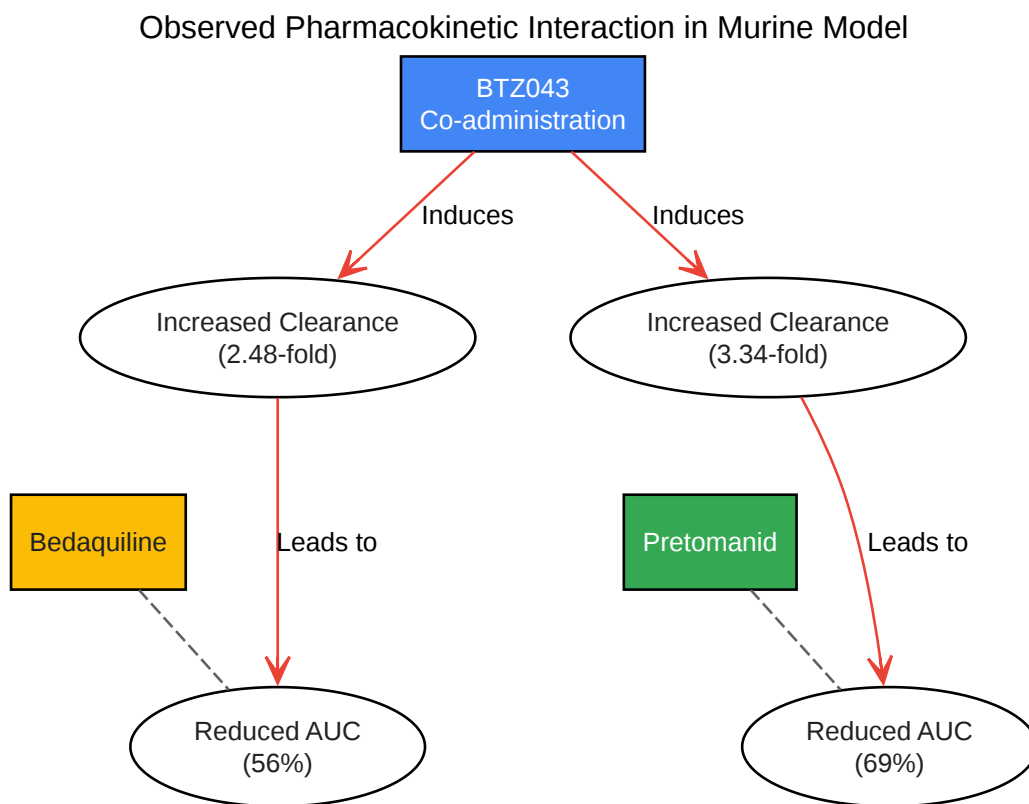 Observed Pharmacokinetic Interaction in Murine Model
BTZ043
Co-administration
Induces
Induces
Increased Clearance
(2.48-fold)
Increased Clearance
(3.34-fold)
Bedaquiline
Leads to
Pretomanid
Leads to
Reduced AUC
(56%)
Reduced AUC
(69%)